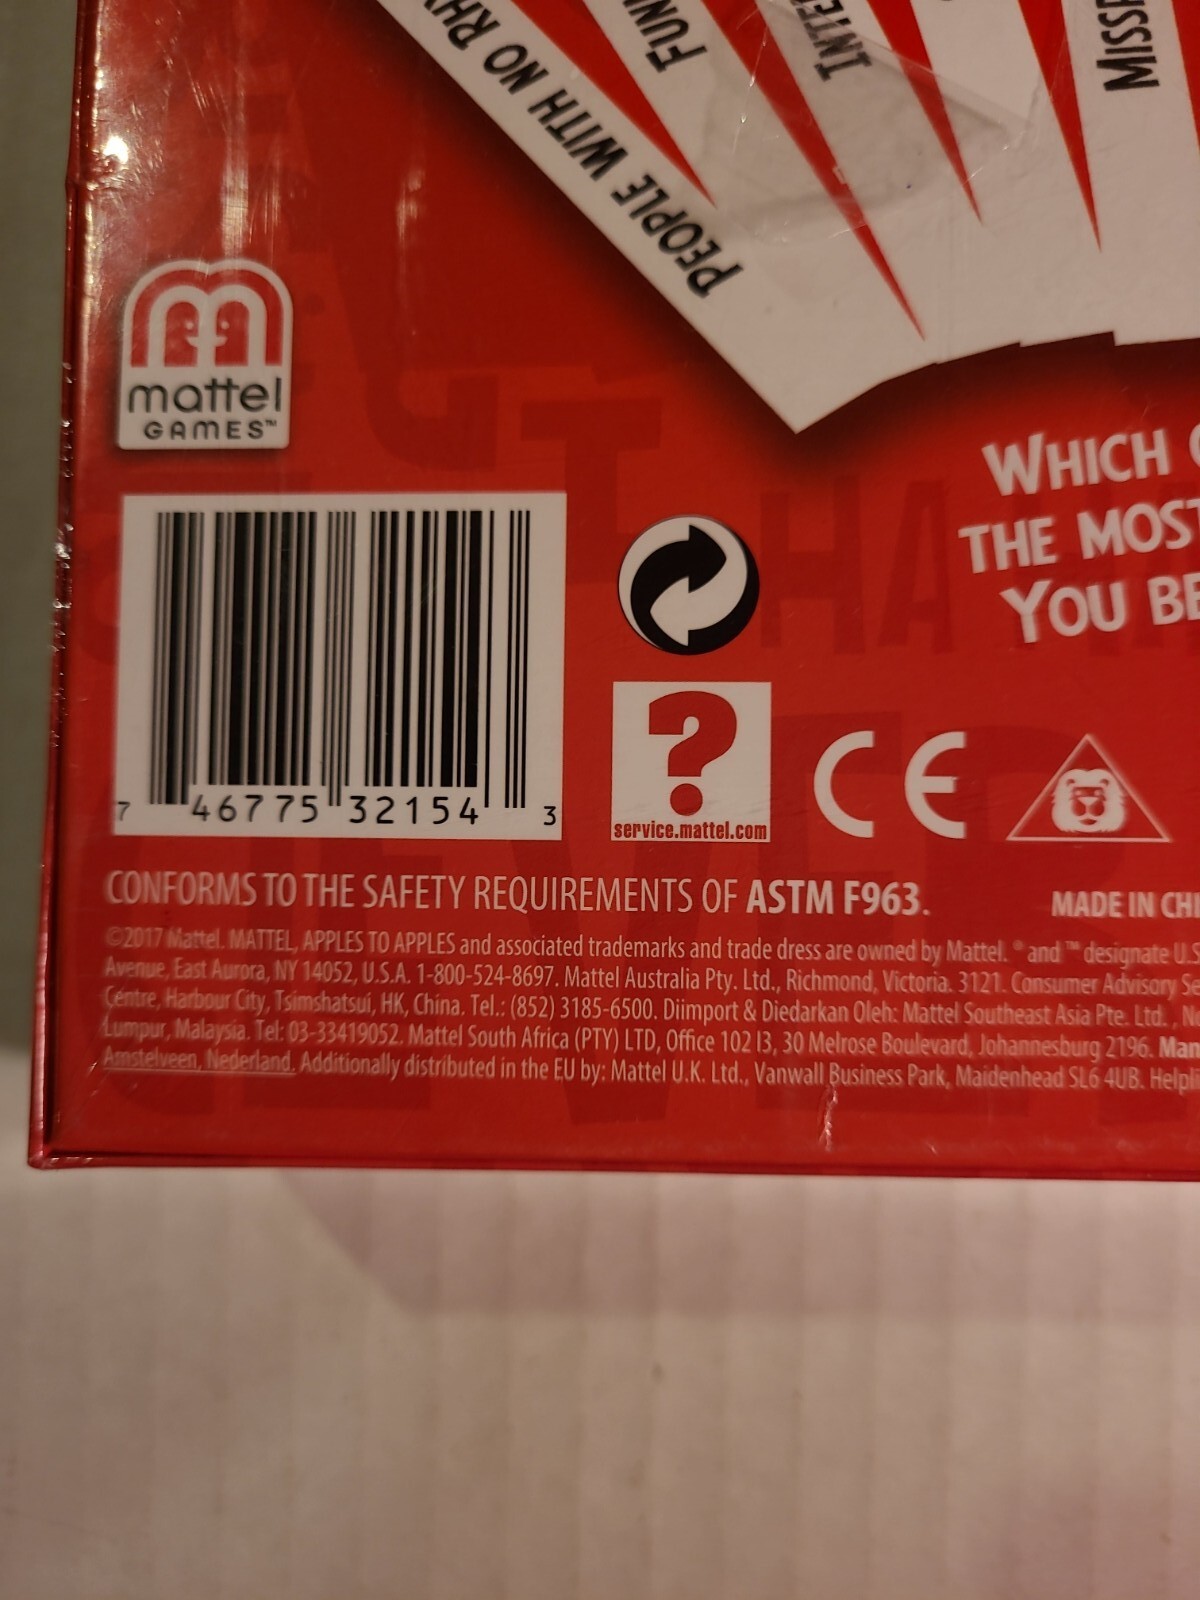 PEOPLE WITH NO
WHICH
THE MOST
YOU BE
mattel
GAMES™
7 46775 32154 3
service.mattel.com
CE
CONFORMS TO THE SAFETY REQUIREMENTS OF ASTM F963.
MADE IN
©2017 Mattel. MATTEL, APPLES TO APPLES and associated trademarks and trade dress are owned by Mattel. ® and ™ designate U.S
Avenue, East Aurora, NY 14052, U.S.A. 1-800-524-8697. Mattel Australia Pty. Ltd., Richmond, Victoria. 3121. Consumer Advisory Se
Centre, Harbour City, Tsimshatsui, HK, China. Tel.: (852) 3185-6500. Diimport & Diedarkan Oleh: Mattel Southeast Asia Pte. Ltd.,
Lumpur, Malaysia. Tel: 03-33419052. Mattel South Africa (PTY) LTD, Office 102 I3, 30 Melrose Boulevard, Johannesburg 2196. Man
Amstelveen, Nederland. Additionally distributed in the EU by: Mattel U.K. Ltd., Vanwall Business Park, Maidenhead SL6 4UB. Helpli